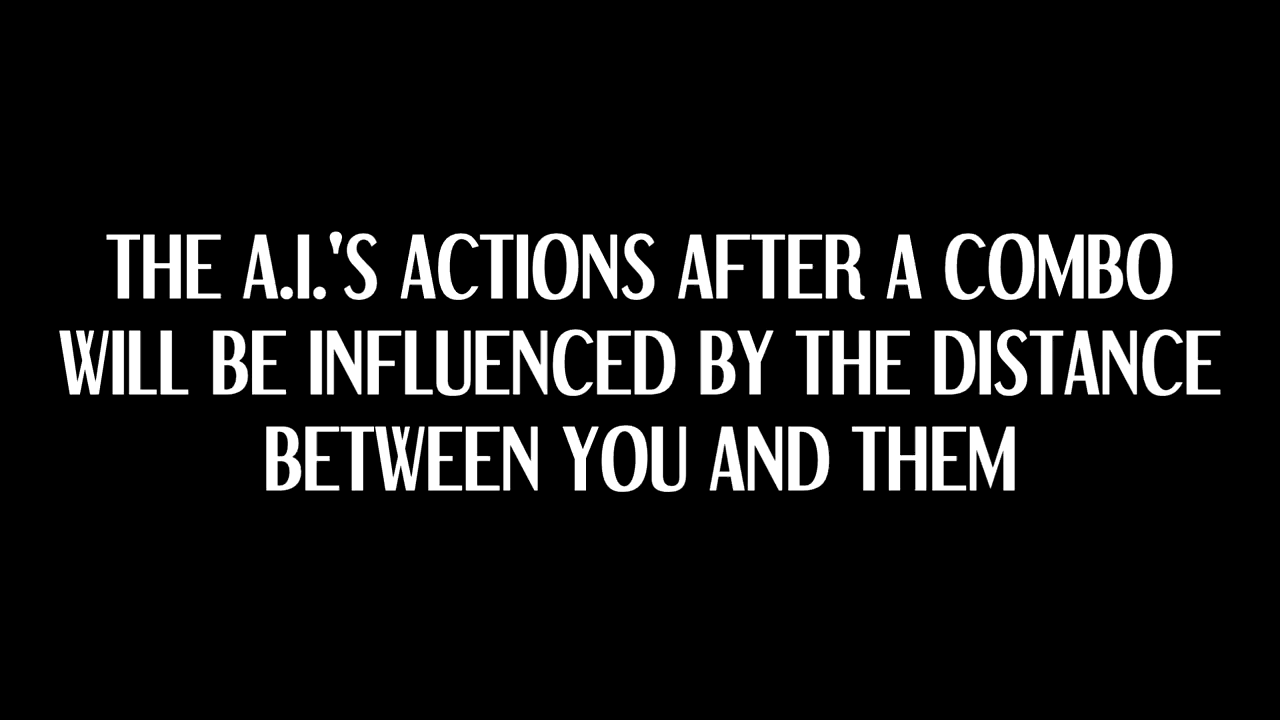 THE A.I.'S ACTIONS AFTER A COMBO
WILL BE INFLUENCED BY THE DISTANCE
BETWEEN YOU AND THEM